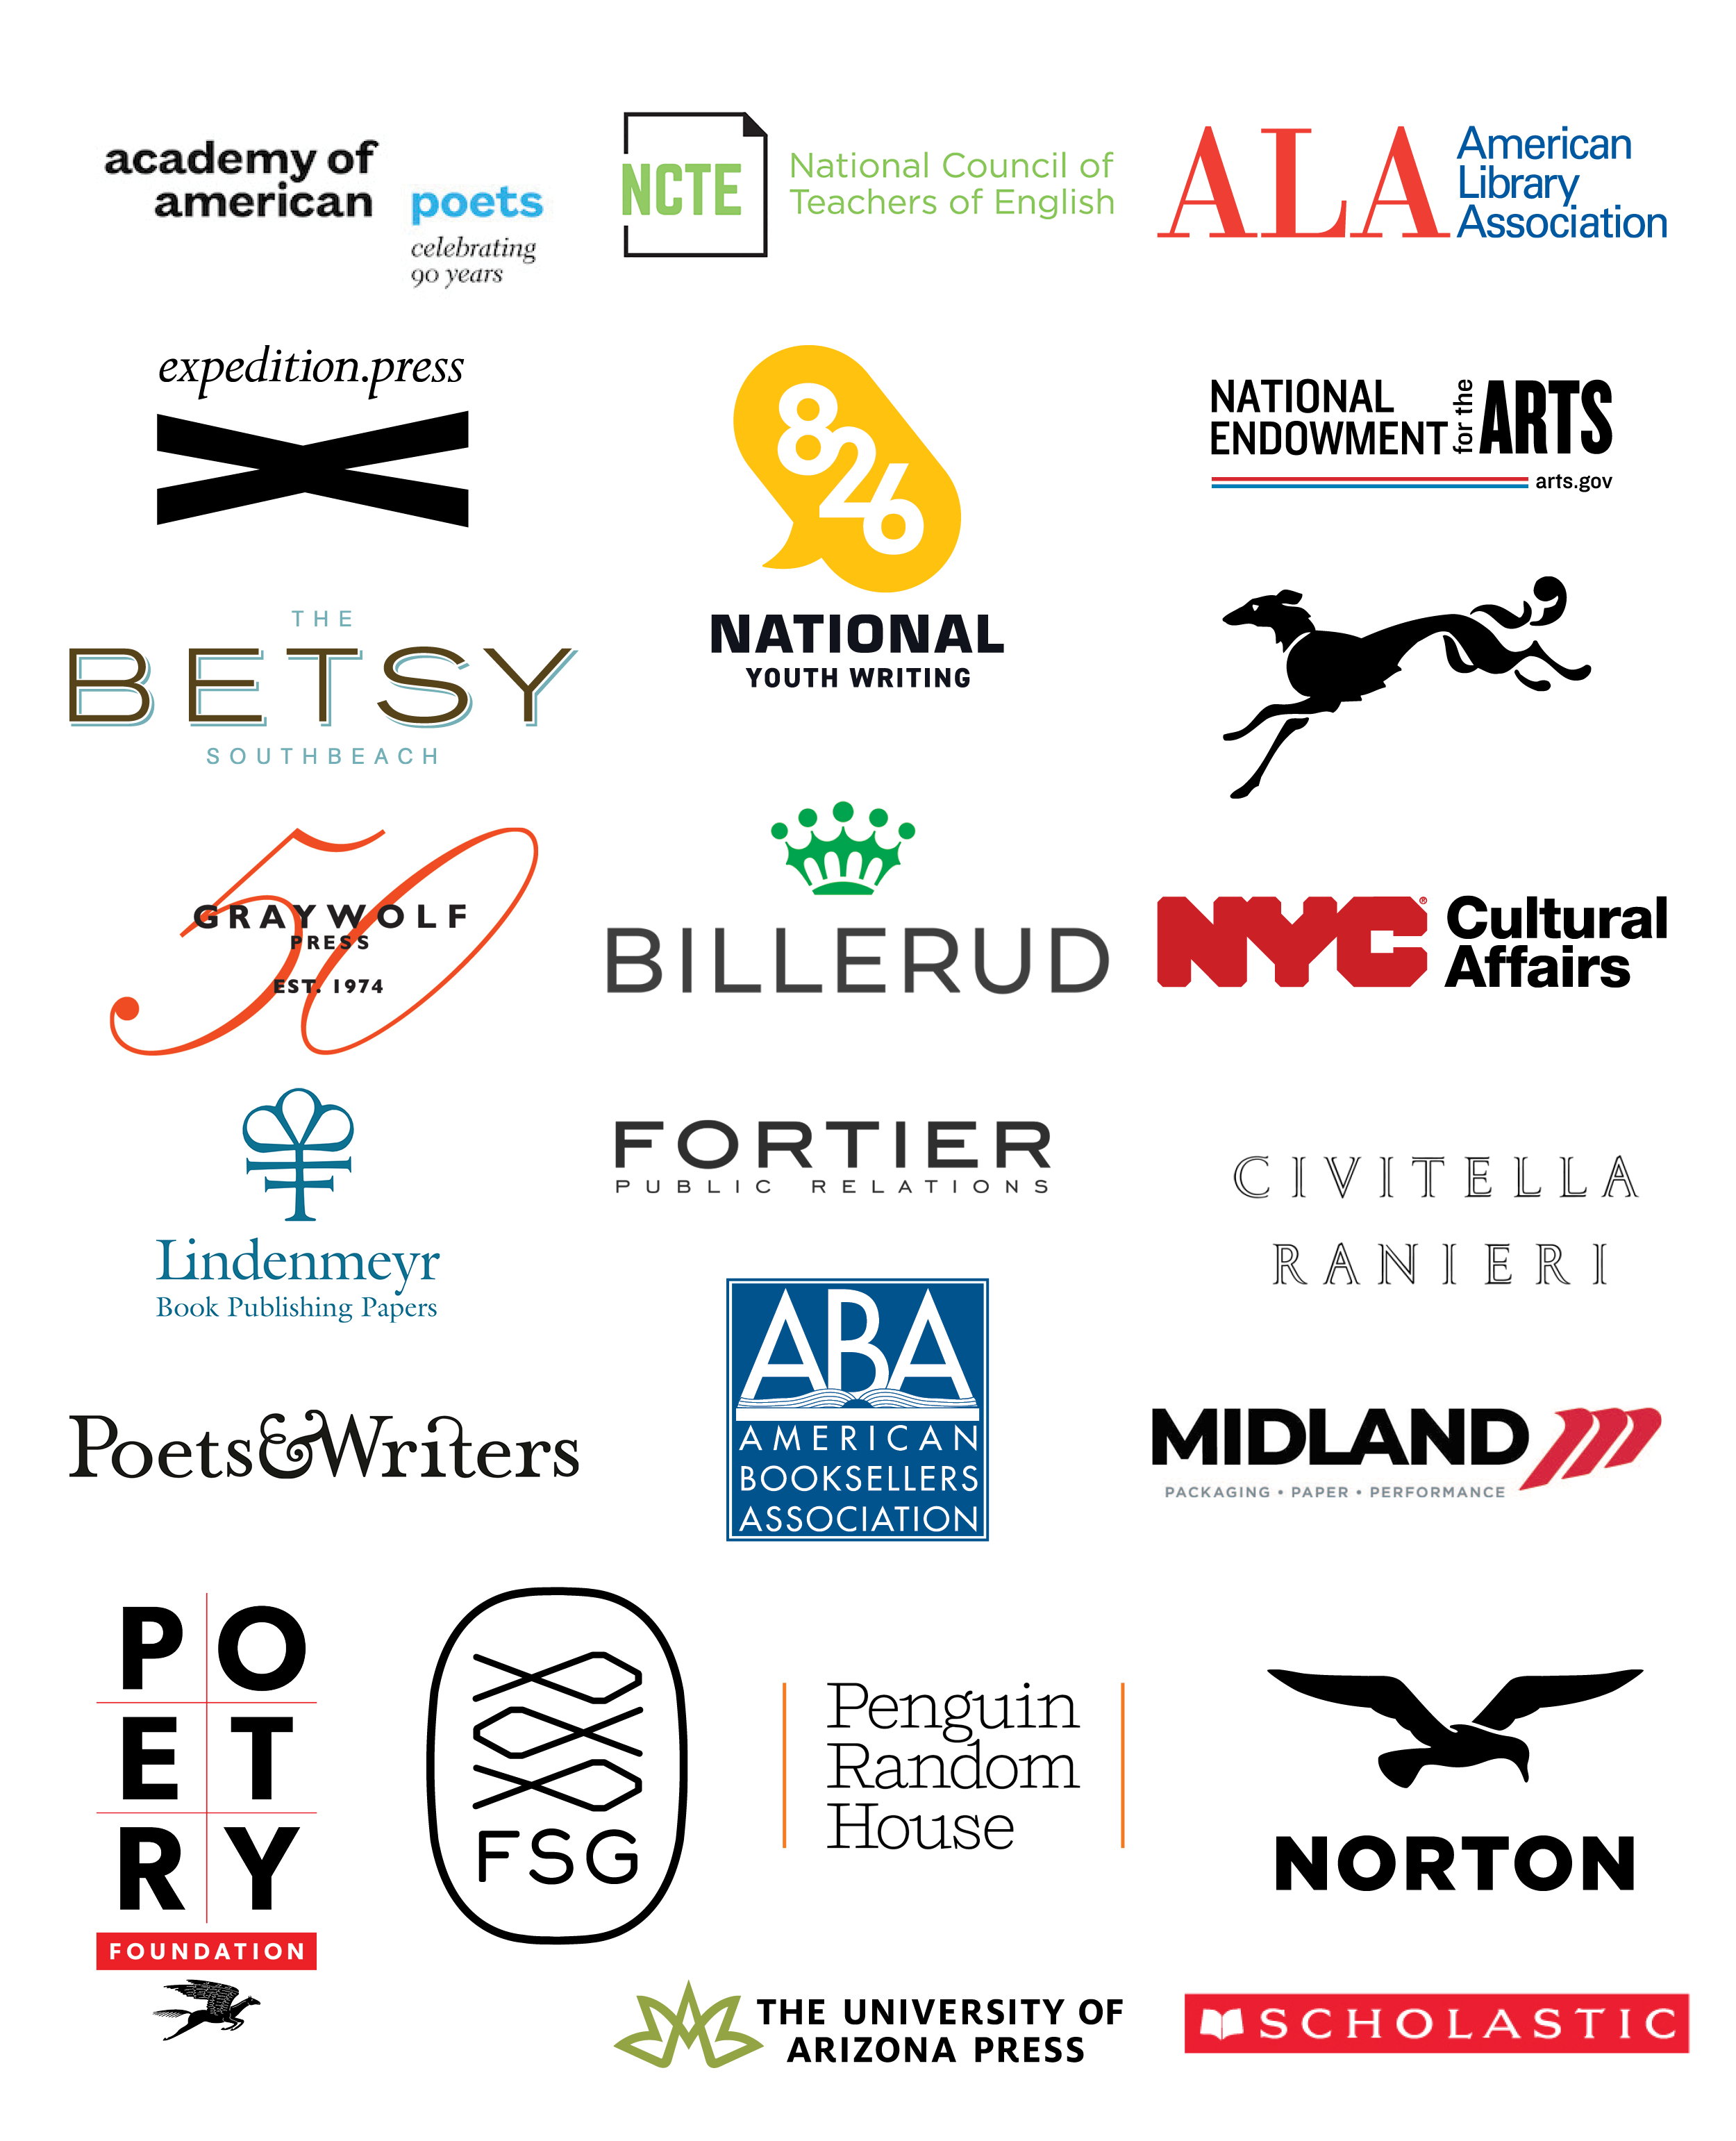 academy of
american poets
celebrating
90 years
NCTE
National Council of
Teachers of English
ALA
American
Library
Association
expedition.press
826
NATIONAL
YOUTH WRITING
NATIONAL
ENDOWMENT
for the
ARTS
arts.gov
THE
BETSY
SOUTHBEACH
50
GRAYWOLF
PRESS
EST. 1974
BILLERUD
NYC®
Cultural
Affairs
Lindenmeyr
Book Publishing Papers
FORTIER
PUBLIC RELATIONS
CIVITELLA
RANIERI
Poets&Writers
ABA
AMERICAN
BOOKSELLERS
ASSOCIATION
MIDLAND
PACKAGING • PAPER • PERFORMANCE
PO
ET
RY
FOUNDATION
FSG
Penguin
Random
House
NORTON
THE UNIVERSITY OF
ARIZONA PRESS
SCHOLASTIC